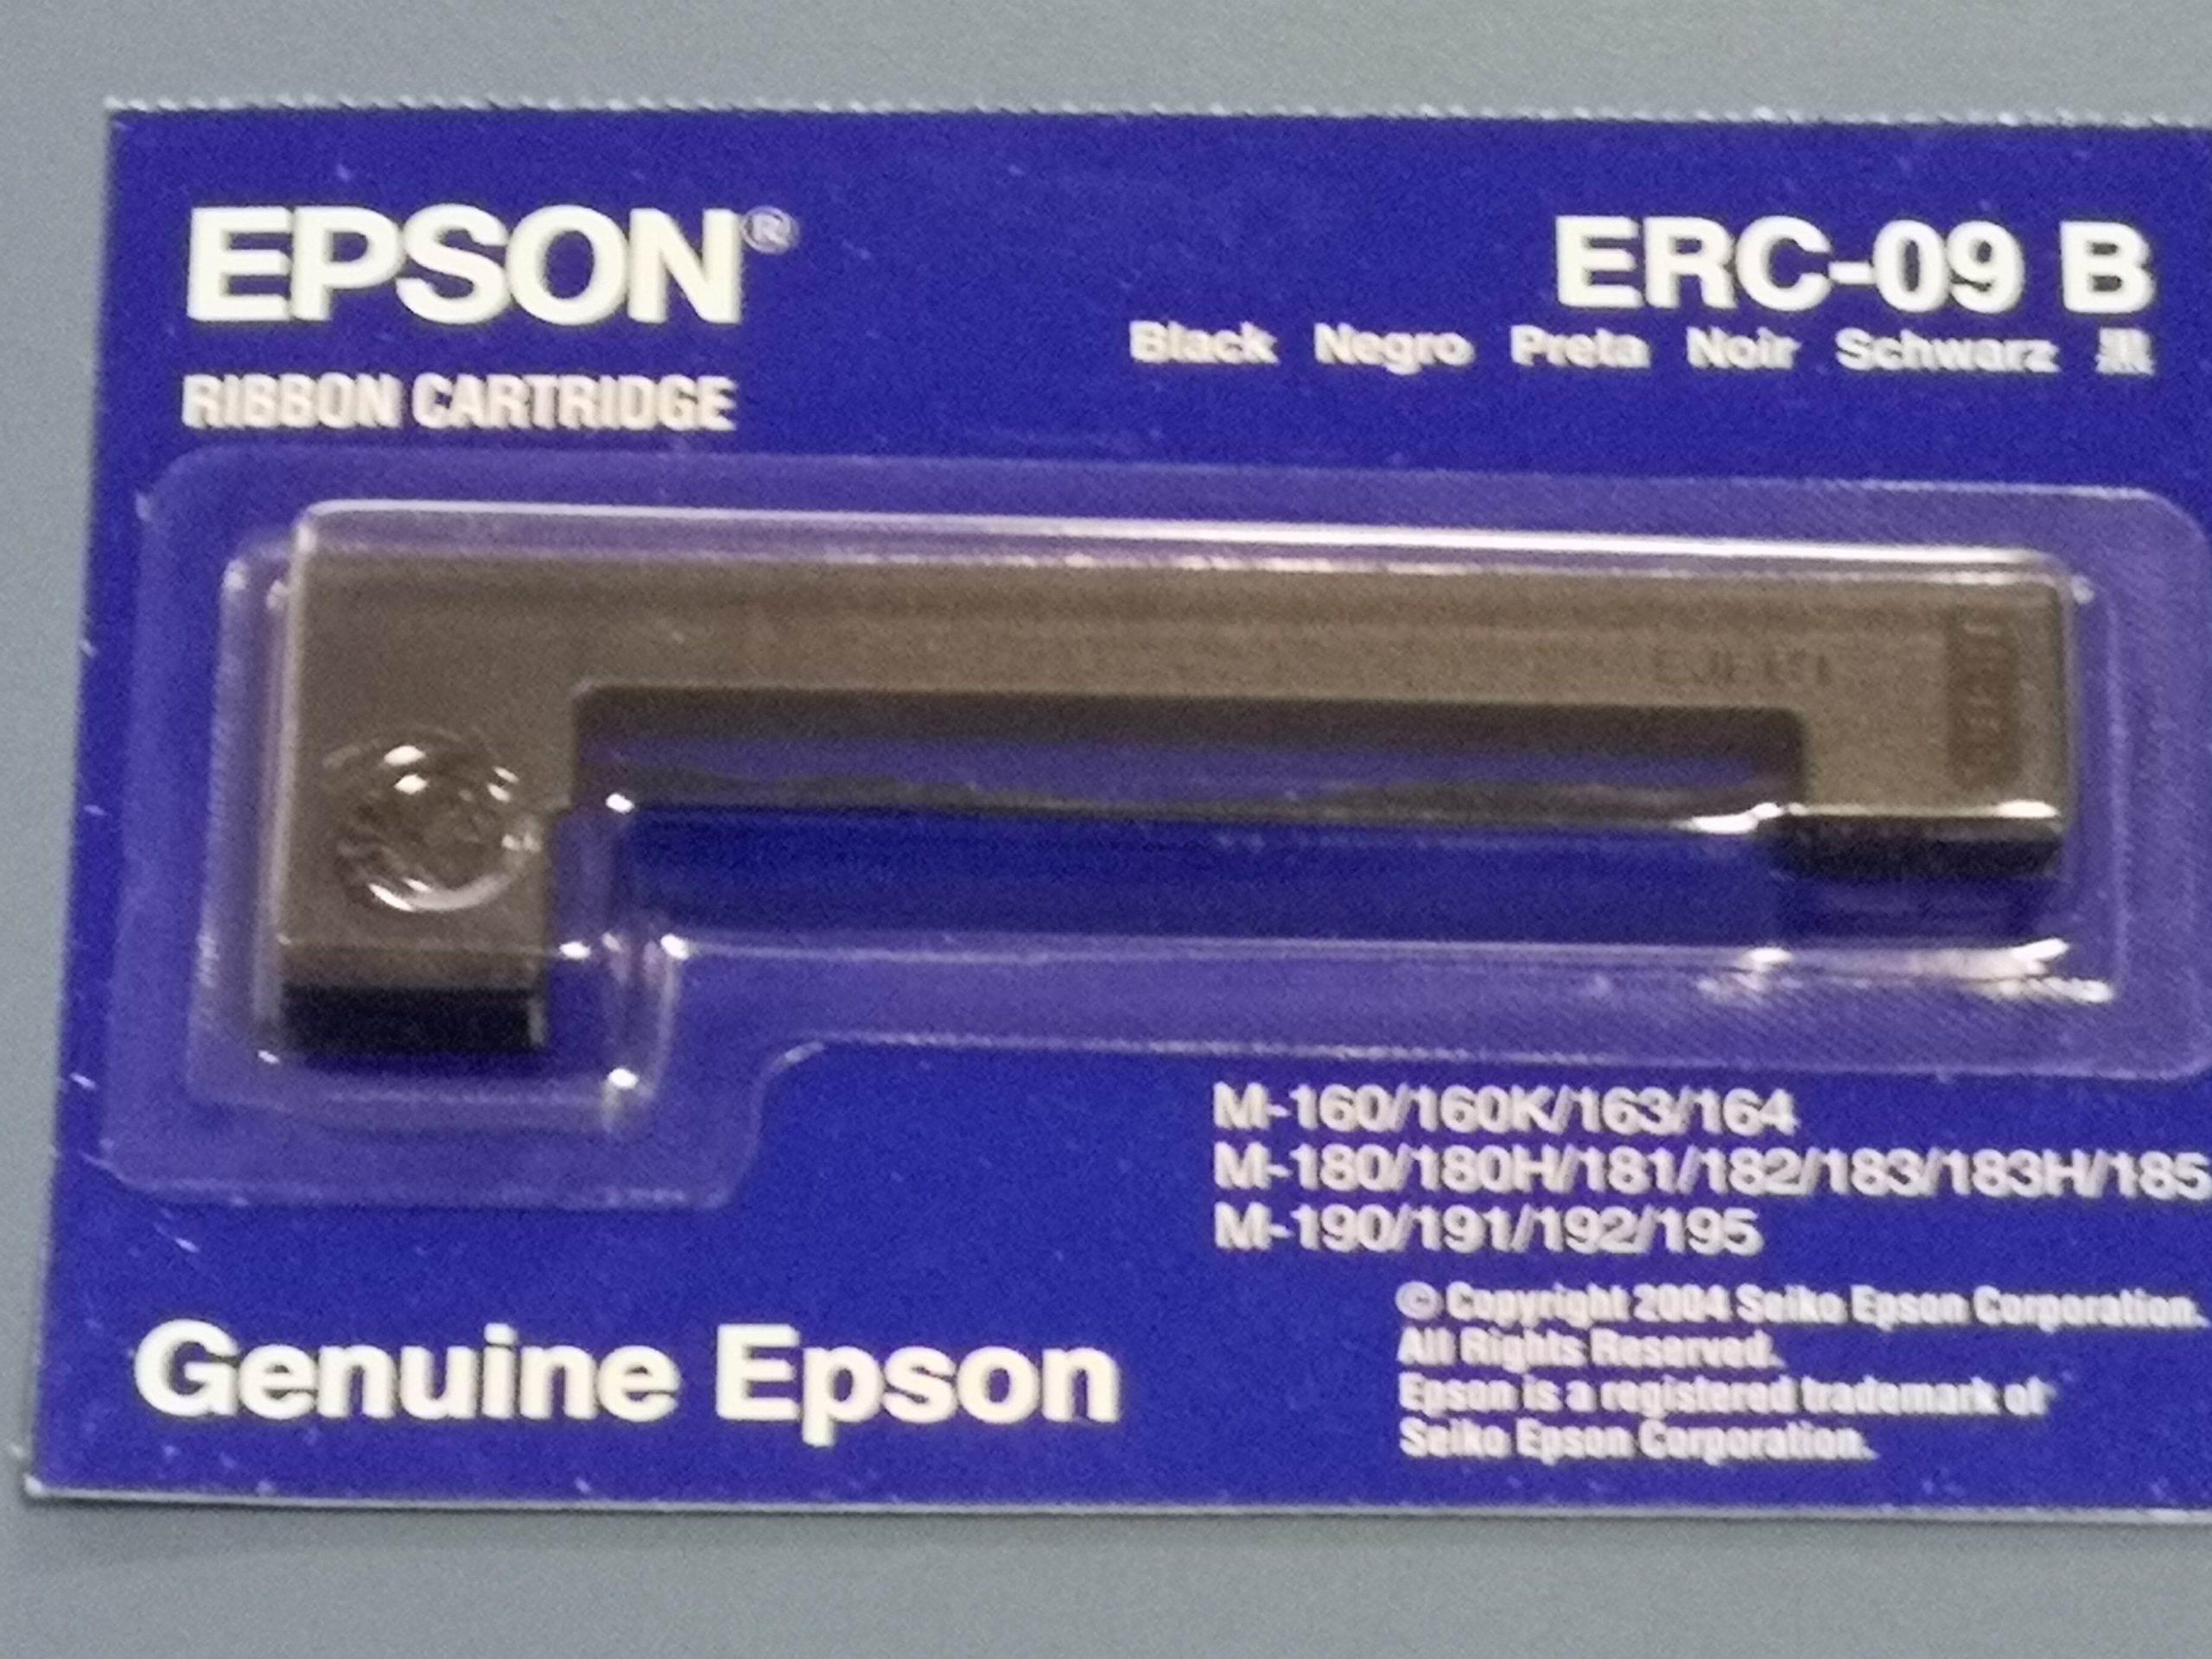 EPSON®
ERC-09 B
Black Negro Preta Noir Schwarz 黒
RIBBON CARTRIDGE
M-160/160K/163/164
M-180/180H/181/182/183/183H/185
M-190/191/192/195
© Copyright 2004 Seiko Epson Corporation.
All Rights Reserved.
Epson is a registered trademark of
Seiko Epson Corporation.
Genuine Epson